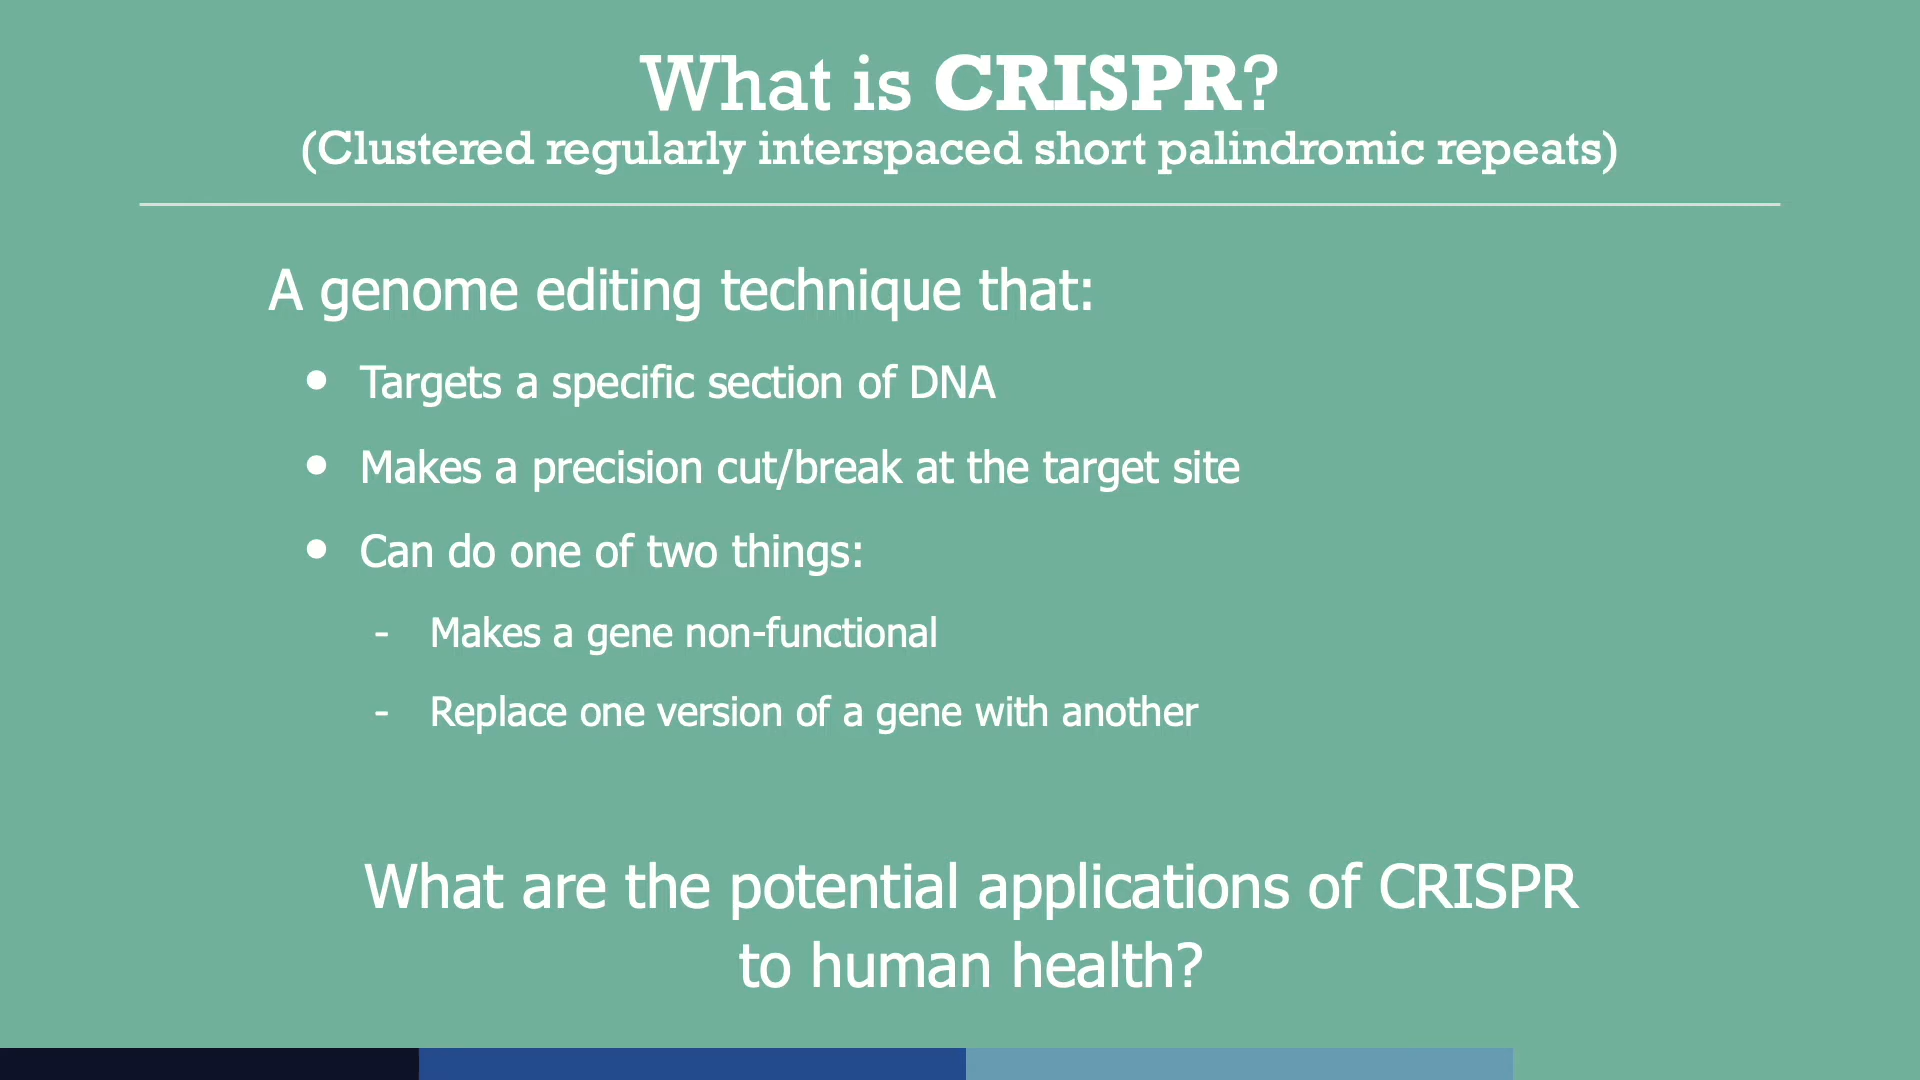 What is CRISPR?
(Clustered regularly interspaced short palindromic repeats)
A genome editing technique that:
• Targets a specific section of DNA
• Makes a precision cut/break at the target site
• Can do one of two things:
- Makes a gene non-functional
- Replace one version of a gene with another
What are the potential applications of CRISPR
to human health?